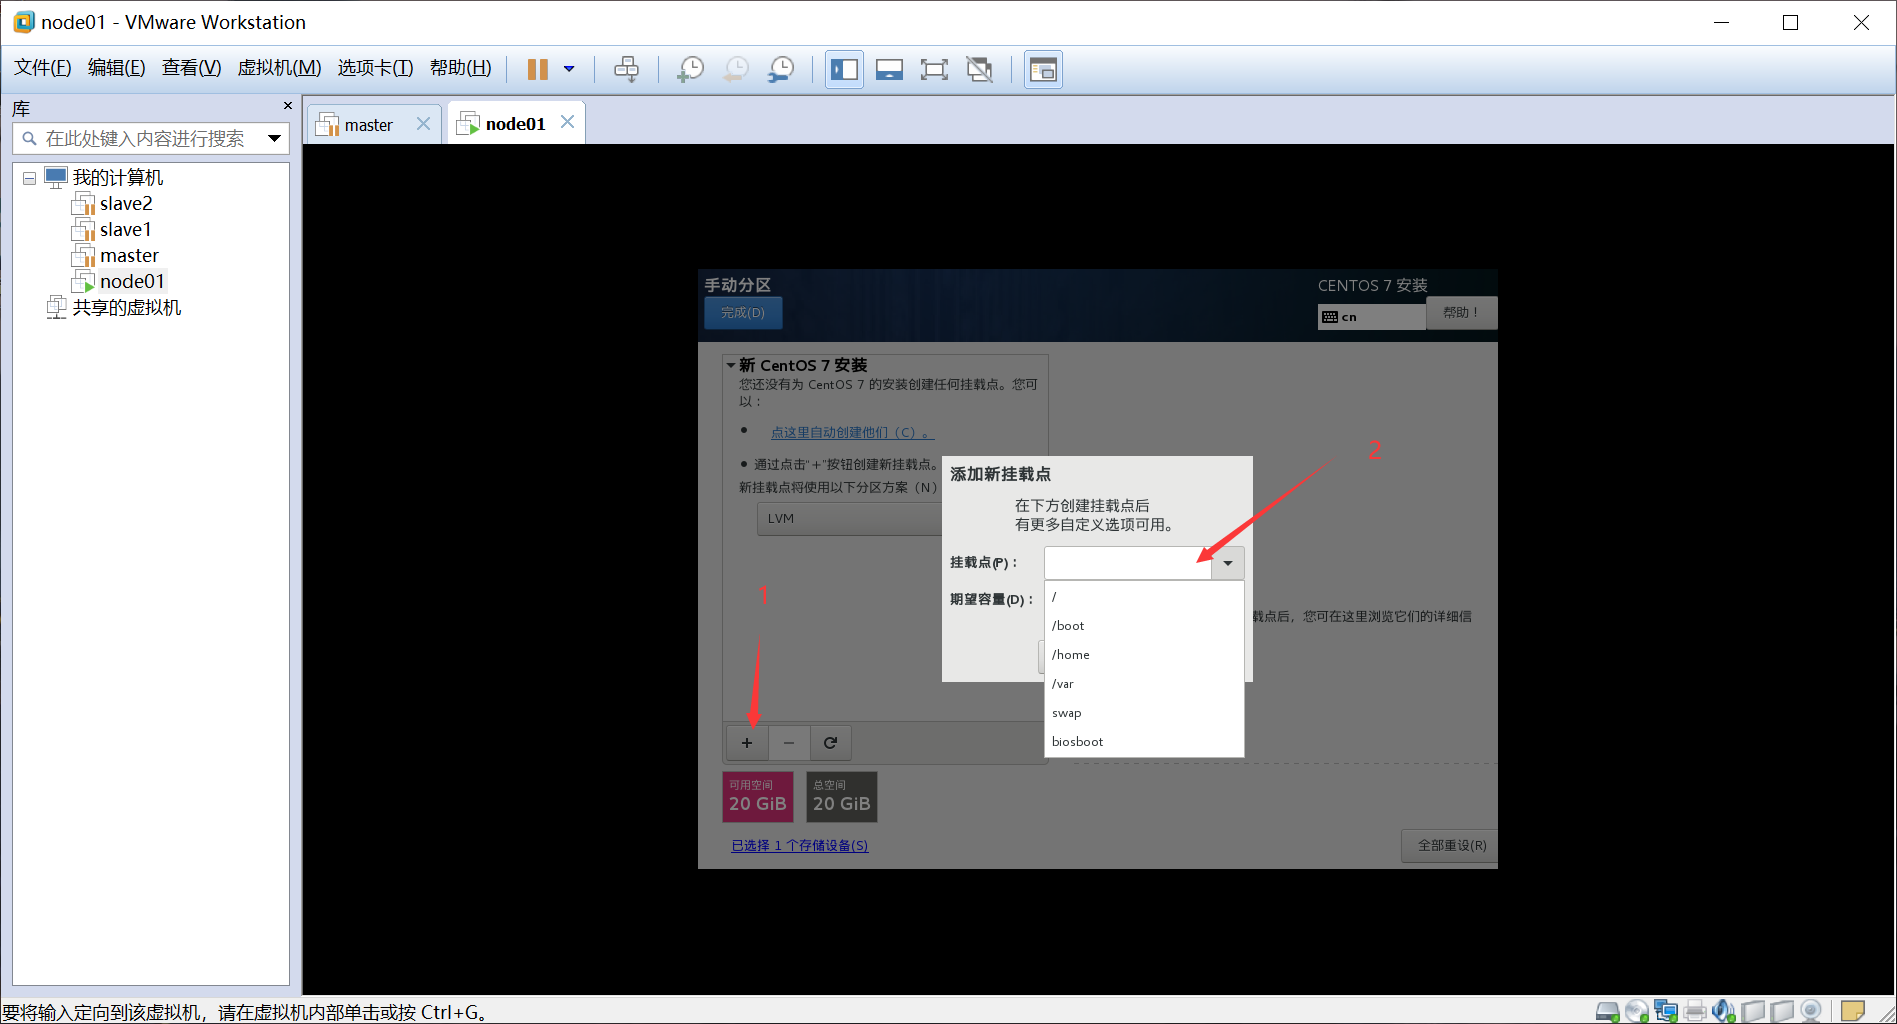 node01 - VMware Workstation
文件(F) 编辑(E) 查看(V) 虚拟机(M) 选项卡(T) 帮助(H)
库
在此处键入内容进行搜索
我的计算机
slave2
slave1
master
node01
共享的虚拟机
master
node01
手动分区
完成(D)
CENTOS 7 安装
cn
帮助！
新 CentOS 7 安装
您还没有为 CentOS 7 的安装创建任何挂载点。您可
以：
点这里自动创建他们（C）。
通过点击"+"按钮创建新挂载点。
新挂载点将使用以下分区方案（N）
LVM
1
2
添加新挂载点
在下方创建挂载点后
有更多自定义选项可用。
挂载点(P)：
期望容量(D)：
/
/boot
/home
/var
swap
biosboot
载点后，您可在这里浏览它们的详细信
+ −
可用空间
20 GiB
总空间
20 GiB
已选择 1 个存储设备(S)
全部重设(R)
要将输入定向到该虚拟机，请在虚拟机内部单击或按 Ctrl+G。